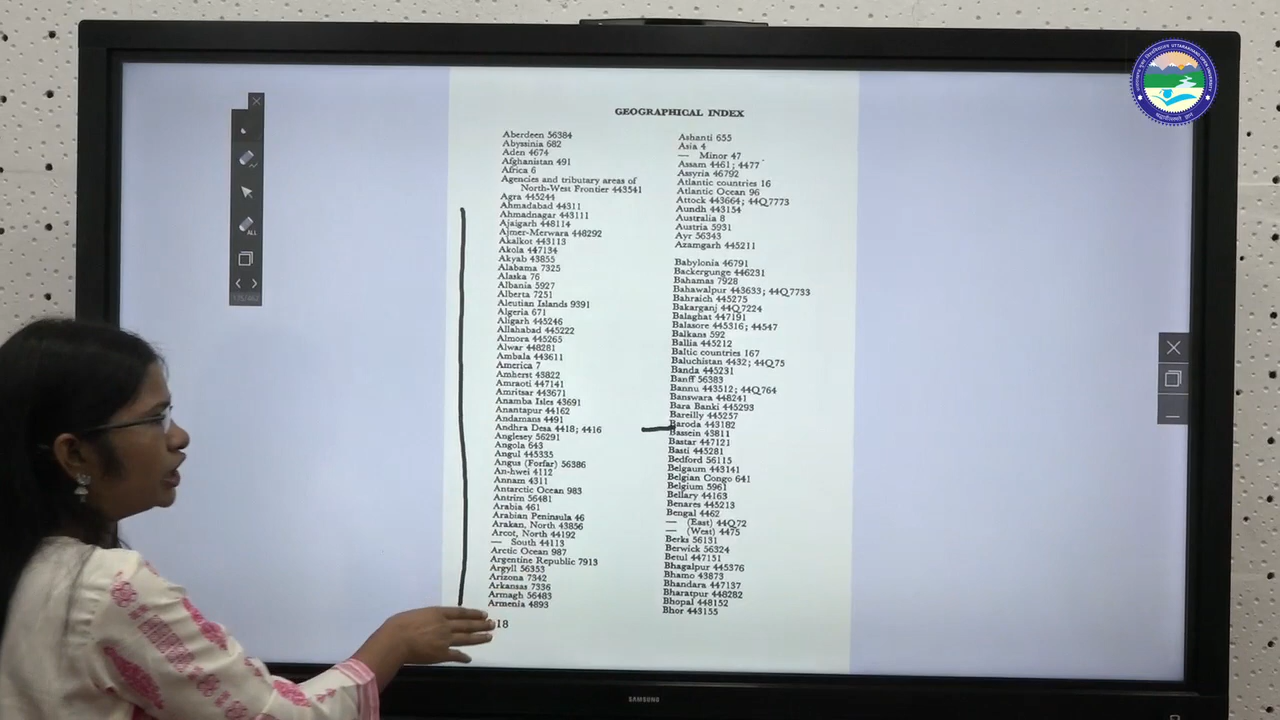 GEOGRAPHICAL INDEX
Aberdeen 56384
Abyssinia 682
Aden 4674
Afghanistan 491
Africa 6
Agencies and tributary areas of
North-West Frontier 443541
Agra 445244
Ahmadabad 44311
Ahmadnagar 443111
Ajaigarh 448114
Ajmer-Merwara 448292
Akalkot 443113
Akola 447134
Akyab 43855
Alabama 7325
Alaska 76
Albania 5927
Alberta 7251
Aleutian Islands 9391
Algeria 671
Aligarh 445246
Allahabad 445222
Almora 445265
Alwar 448281
Ambala 443611
America 7
Amherst 43822
Amraoti 447141
Amritsar 443671
Anamba Isles 43691
Anantapur 44162
Andamans 4491
Andhra Desa 4418; 4416
Anglesey 56291
Angola 643
Angul 445335
Angus (Forfar) 56386
An-hwei 4112
Annam 4311
Antarctic Ocean 983
Antrim 56481
Arabia 461
Arabian Peninsula 46
Arakan, North 43856
Arcot, North 44192
— South 44113
Arctic Ocean 987
Argentine Republic 7913
Argyll 56353
Arizona 7342
Arkansas 7336
Armagh 56483
Armenia 4893
18
Ashanti 655
Asia 4
— Minor 47
Assam 4461; 4477
Assyria 46792
Atlantic countries 16
Atlantic Ocean 96
Attock 443664; 44Q7773
Aundh 443154
Australia 8
Austria 5931
Ayr 56343
Azamgarh 445211
Babylonia 46791
Backergunge 446231
Bahamas 7928
Bahawalpur 443633; 44Q7733
Bahraich 445275
Bakarganj 44Q7224
Balaghat 447191
Balasore 445316; 44547
Balkans 592
Ballia 445212
Baltic countries 167
Baluchistan 4432; 44Q75
Banda 445231
Banff 56383
Bannu 443512; 44Q764
Banswara 448241
Bara Banki 445293
Bareilly 445257
Baroda 443182
Bassein 43811
Bastar 447121
Basti 445281
Bedford 56115
Belgaum 443141
Belgian Congo 641
Belgium 5961
Bellary 44163
Benares 445213
Bengal 4462
— (East) 44Q72
— (West) 4475
Berks 56131
Berwick 56324
Betul 447151
Bhagalpur 445376
Bhamo 43873
Bhandara 447137
Bharatpur 448282
Bhopal 448152
Bhor 443155
ALL
SAMSUNG